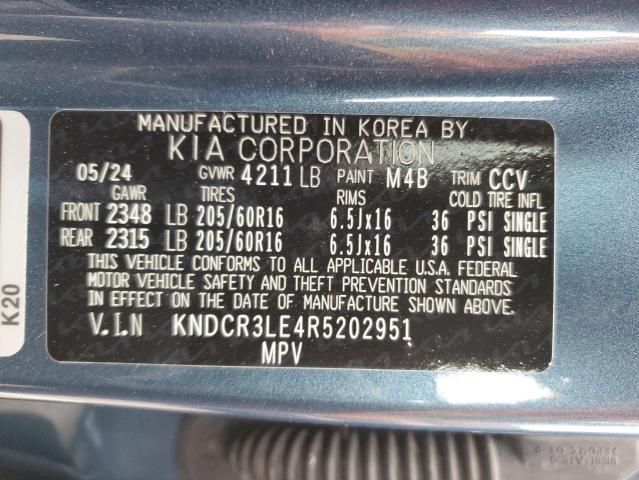 MANUFACTURED IN KOREA BY
KIA CORPORATION
05/24 GVWR 4211 LB PAINT M4B TRIM CCV
GAWR TIRES RIMS COLD TIRE INFL
FRONT 2348 LB 205/60R16 6.5Jx16 36 PSI SINGLE
REAR 2315 LB 205/60R16 6.5Jx16 36 PSI SINGLE
THIS VEHICLE CONFORMS TO ALL APPLICABLE U.S.A. FEDERAL
MOTOR VEHICLE SAFETY AND THEFT PREVENTION STANDARDS
IN EFFECT ON THE DATE OF MANUFACTURE SHOWN ABOVE.
V.I.N KNDCR3LE4R5202951
MPV
K20